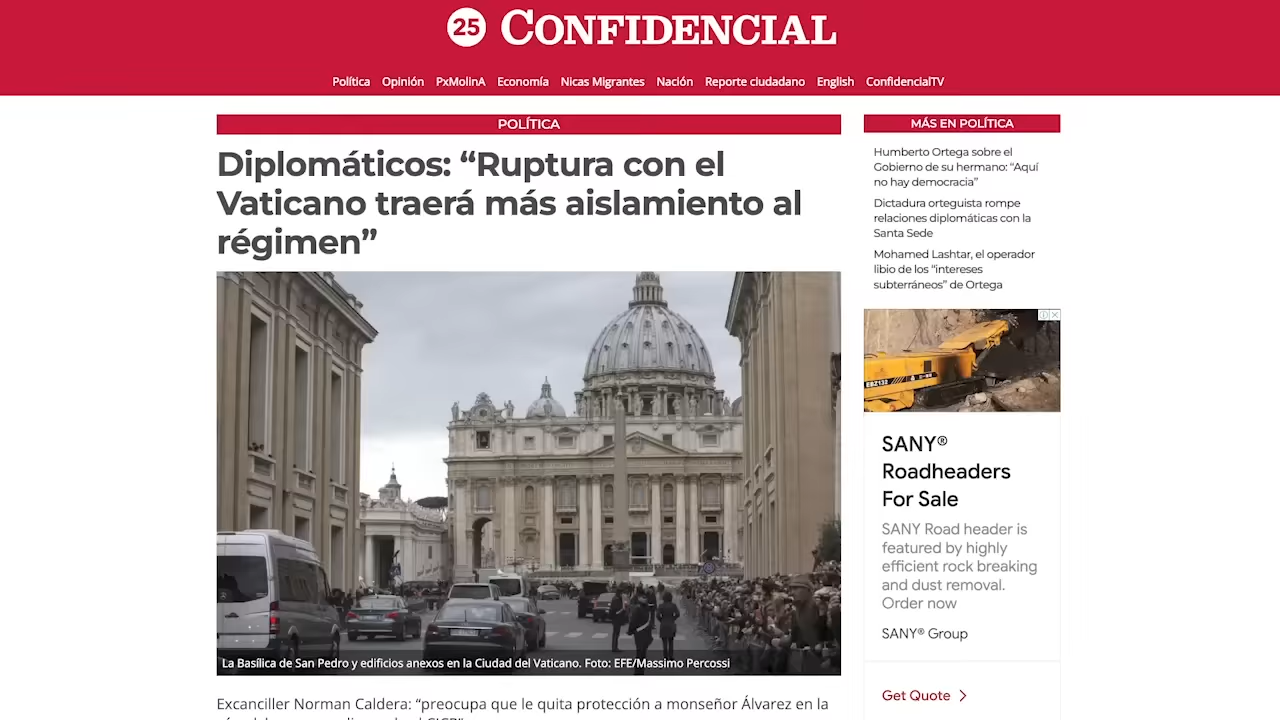 25 CONFIDENCIAL
Política Opinión PxMolinA Economía Nicas Migrantes Nación Reporte ciudadano English ConfidencialTV
POLÍTICA
Diplomáticos: “Ruptura con el
Vaticano traerá más aislamiento al
régimen”
La Basílica de San Pedro y edificios anexos en la Ciudad del Vaticano. Foto: EFE/Massimo Percossi
Excanciller Norman Caldera: “preocupa que le quita protección a monseñor Álvarez en la
MÁS EN POLÍTICA
Humberto Ortega sobre el
Gobierno de su hermano: “Aquí
no hay democracia”
Dictadura orteguista rompe
relaciones diplomáticas con la
Santa Sede
Mohamed Lashtar, el operador
libio de los “intereses
subterráneos” de Ortega
EBZ132
SANY®
Roadheaders
For Sale
SANY Road header is
featured by highly
efficient rock breaking
and dust removal.
Order now
SANY® Group
Get Quote